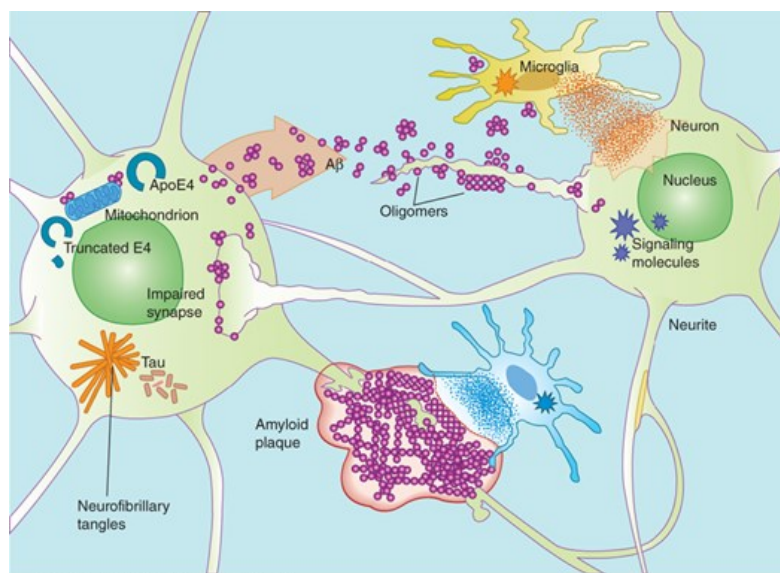 Microglia
Neuron
Aβ
ApoE4
Nucleus
Mitochondrion
Oligomers
Truncated E4
Signaling
molecules
Impaired
synapse
Neurite
Tau
Amyloid
plaque
Neurofibrillary
tangles